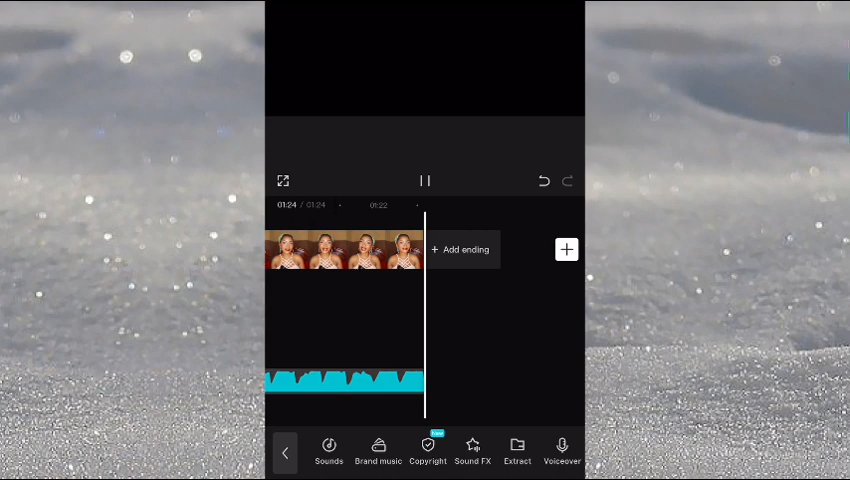 01:24 / 01:24
01:22
+ Add ending
New
Sounds
Brand music
Copyright
Sound FX
Extract
Voiceover